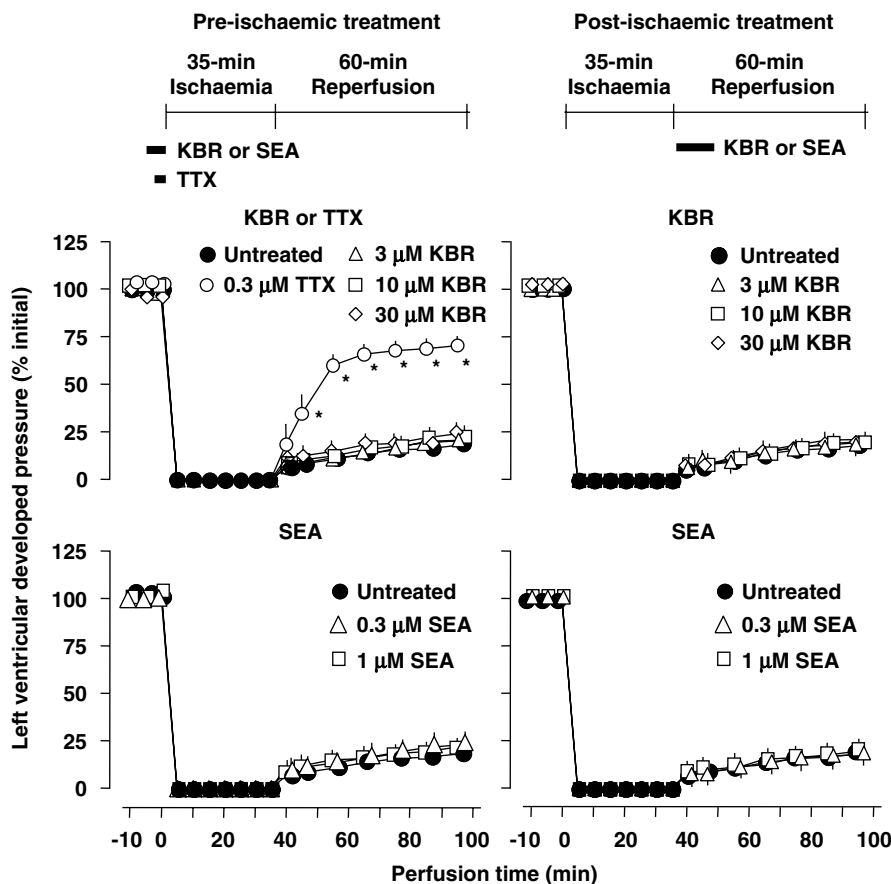 Pre-ischaemic treatment
Post-ischaemic treatment
35-min
Ischaemia
60-min
Reperfusion
35-min
Ischaemia
60-min
Reperfusion
KBR or SEA
TTX
KBR or SEA
KBR or TTX
KBR
Left ventricular developed pressure (% initial)
125
100
75
50
25
0
Untreated
0.3 µM TTX
3 µM KBR
10 µM KBR
30 µM KBR
* * * * * *
Untreated
3 µM KBR
10 µM KBR
30 µM KBR
SEA
SEA
125
100
75
50
25
0
Untreated
0.3 µM SEA
1 µM SEA
Untreated
0.3 µM SEA
1 µM SEA
-10 0 20 40 60 80 100
-10 0 20 40 60 80 100
Perfusion time (min)